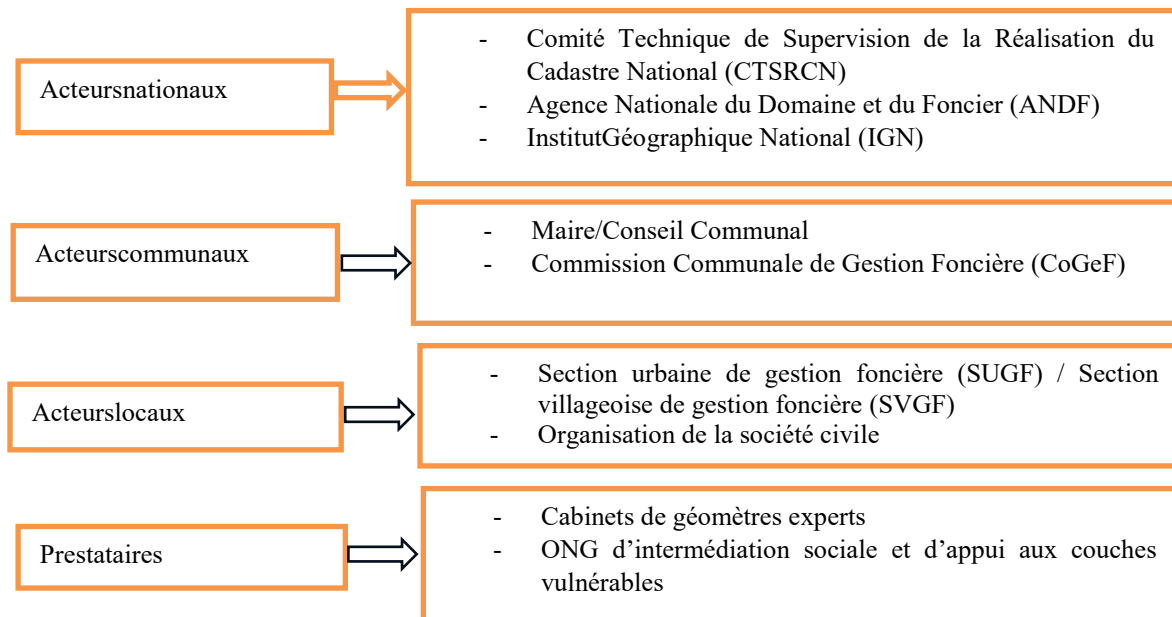 Acteursnationaux
- Comité Technique de Supervision de la Réalisation du
Cadastre National (CTSRCN)
- Agence Nationale du Domaine et du Foncier (ANDF)
- InstitutGéographique National (IGN)
Acteurscommunaux
- Maire/Conseil Communal
- Commission Communale de Gestion Foncière (CoGeF)
Acteurslocaux
- Section urbaine de gestion foncière (SUGF) / Section
villageoise de gestion foncière (SVGF)
- Organisation de la société civile
Prestataires
- Cabinets de géomètres experts
- ONG d’intermédiation sociale et d’appui aux couches
vulnérables